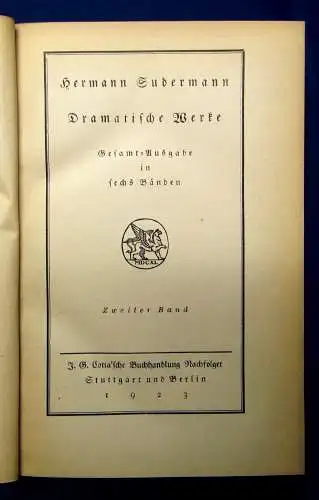 Hermann Sudermann
Dramatische Werke
Gesamt-Ausgabe
in
sechs Bänden
MDCXL
Zweiter Band
J. G. Cotta'sche Buchhandlung Nachfolger
Stuttgart und Berlin
1923